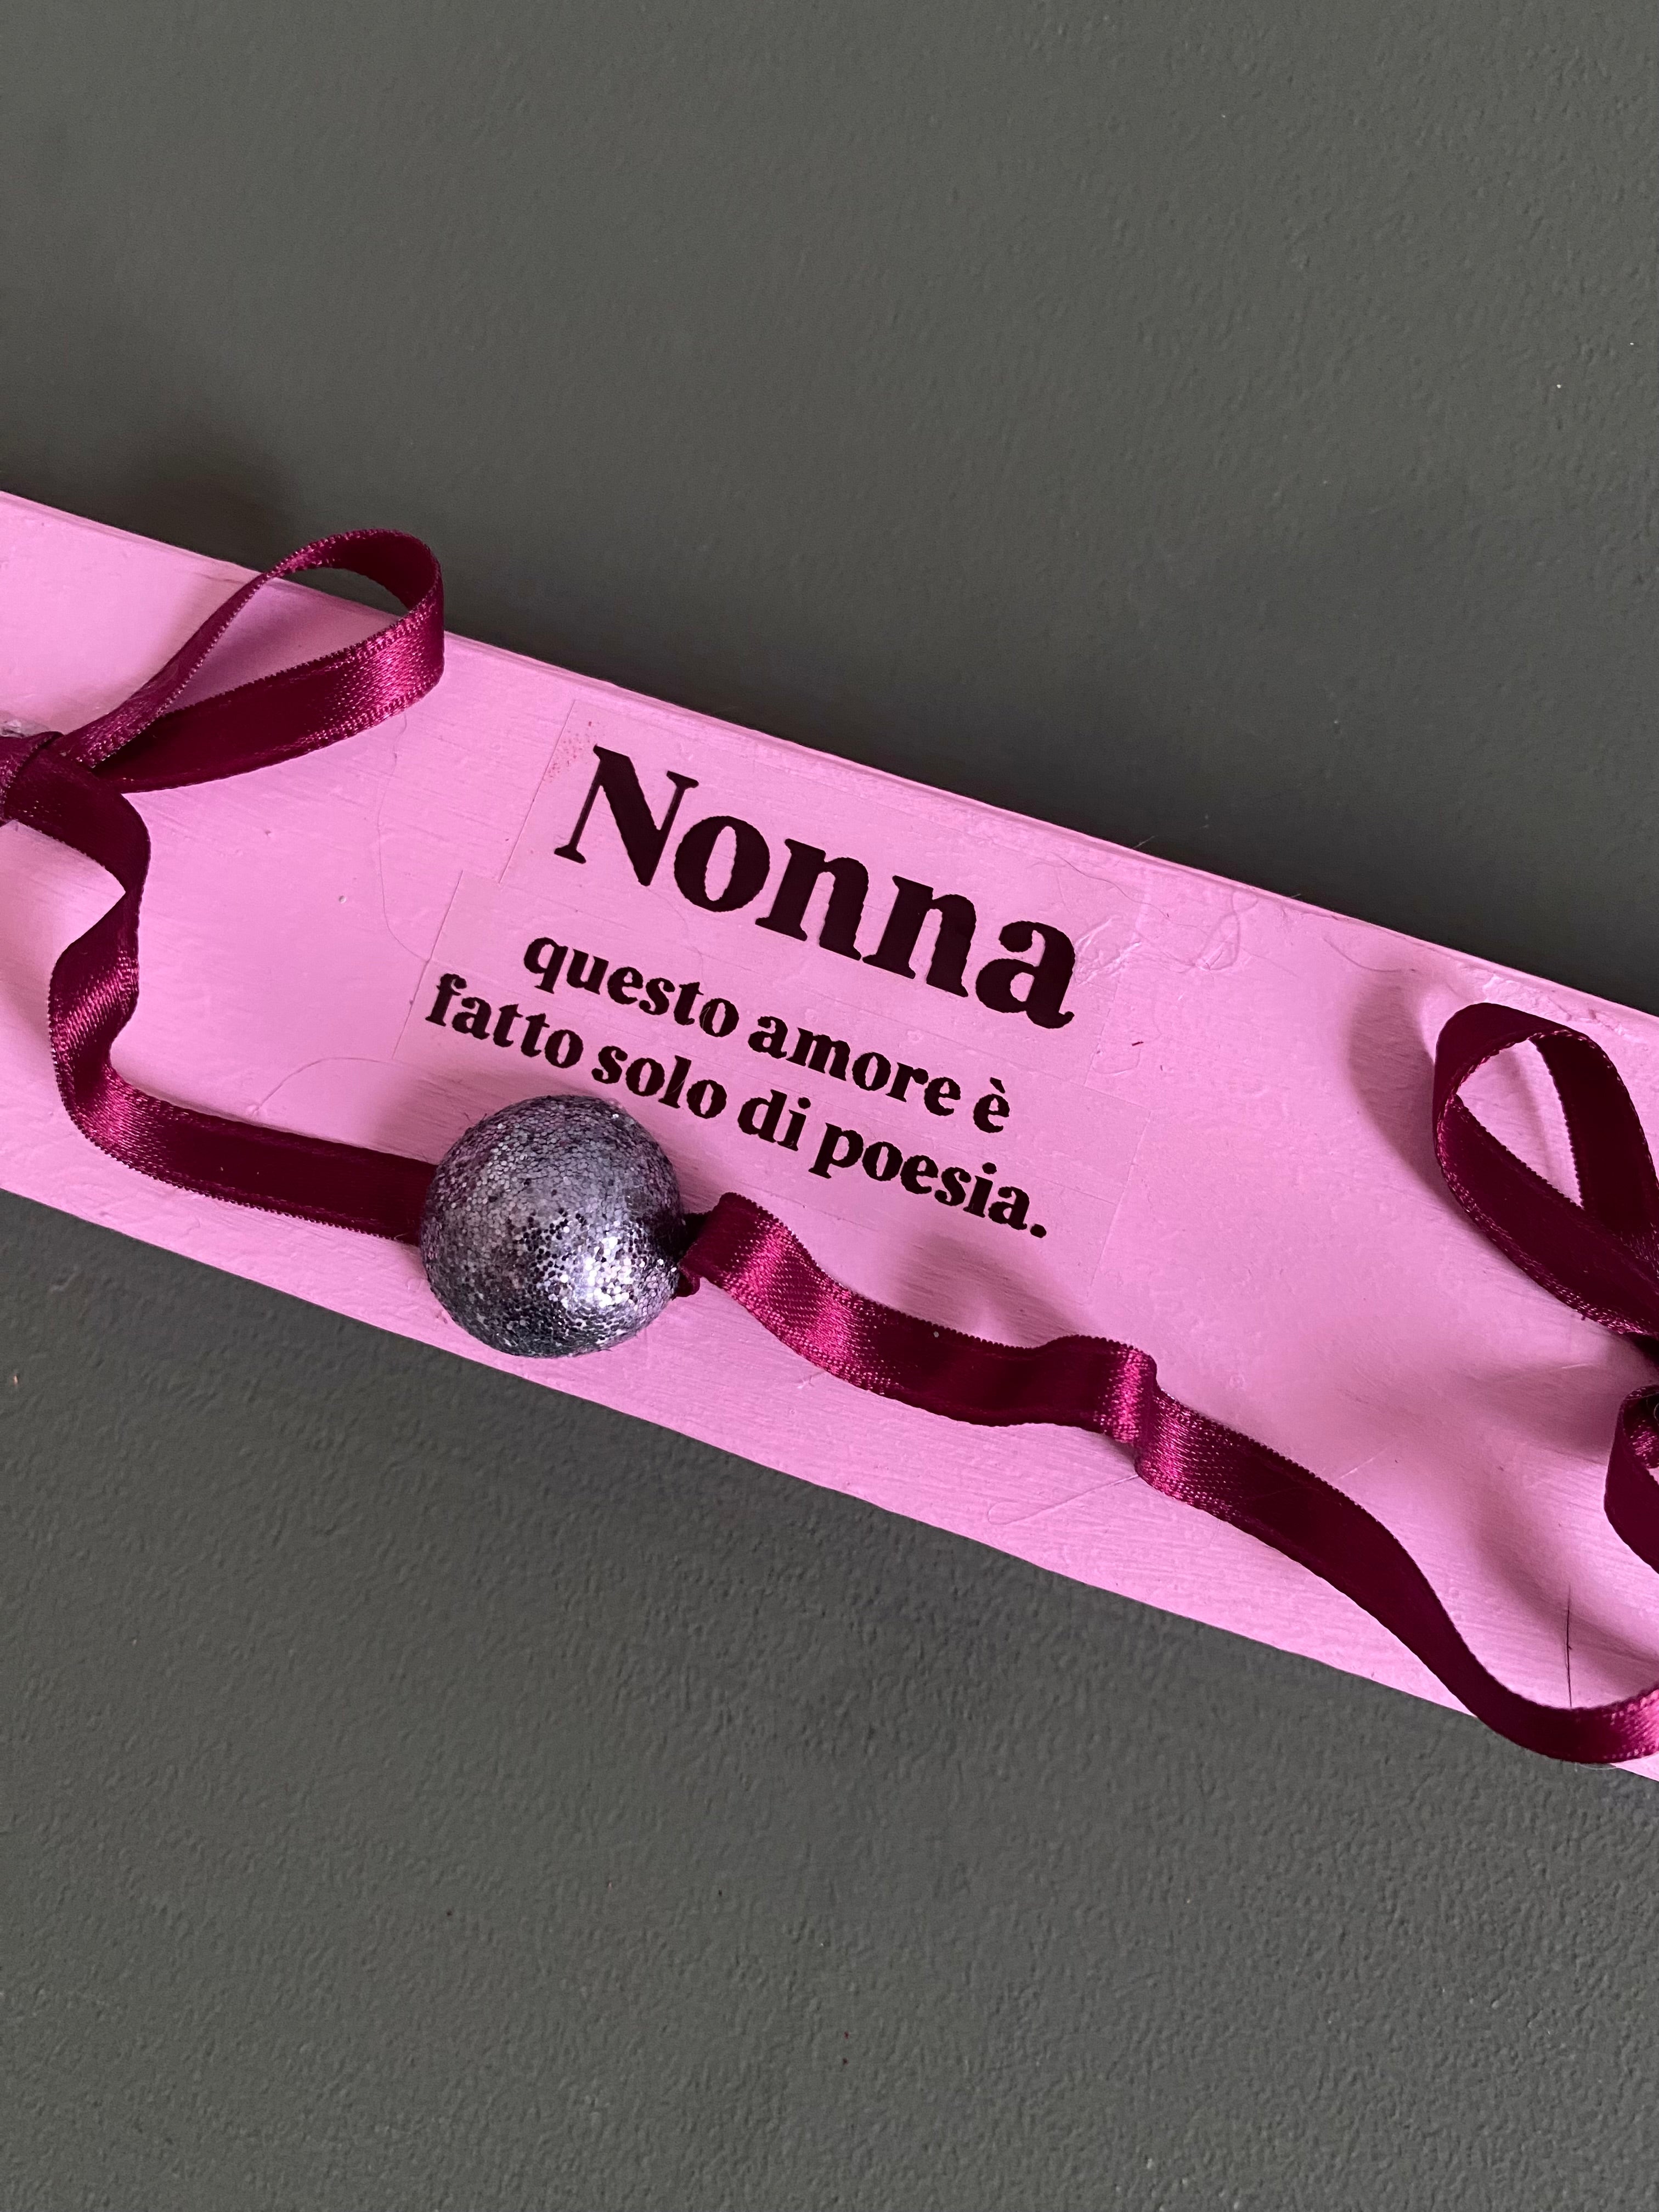 Nonna
questo amore è
fatto solo di poesia.